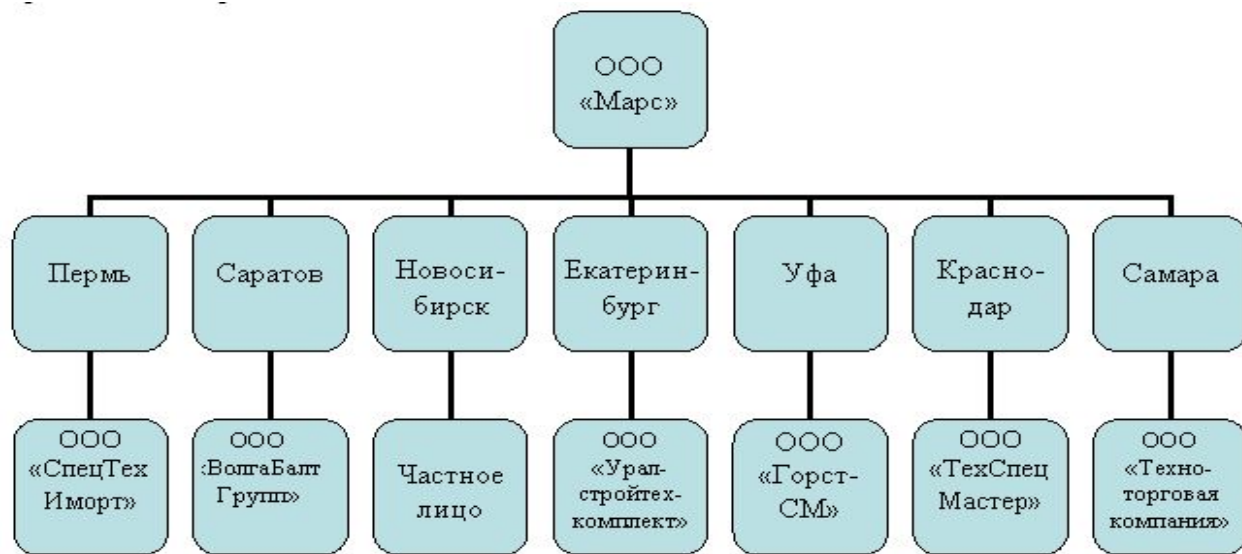 ООО
«Марс»
Пермь
Саратов
Новоси-
бирск
Екатерин-
бург
Уфа
Красно-
дар
Самара
ООО
«СпецТех
Иморт»
ООО
«ВолгаБалт
Групп»
Частное
лицо
ООО
«Урал-
стройтех-
комплект»
ООО
«Горст-
СМ»
ООО
«ТехСпец
Мастер»
ООО
«Техно-
торговая
компания»